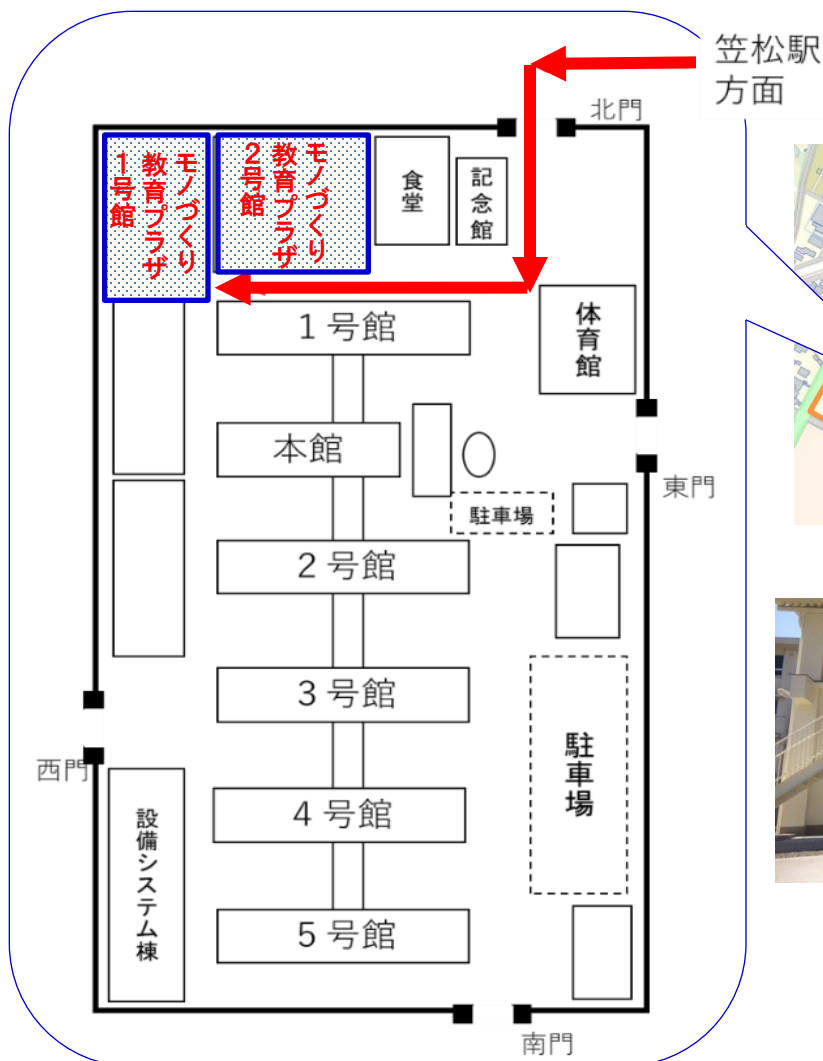 笠松駅
方面
北門
モノづくり
教育プラザ
1号館
モノづくり
教育プラザ
2号館
食堂
記念館
1号館
体育館
本館
東門
駐車場
2号館
3号館
駐車場
西門
4号館
設備システム棟
5号館
南門